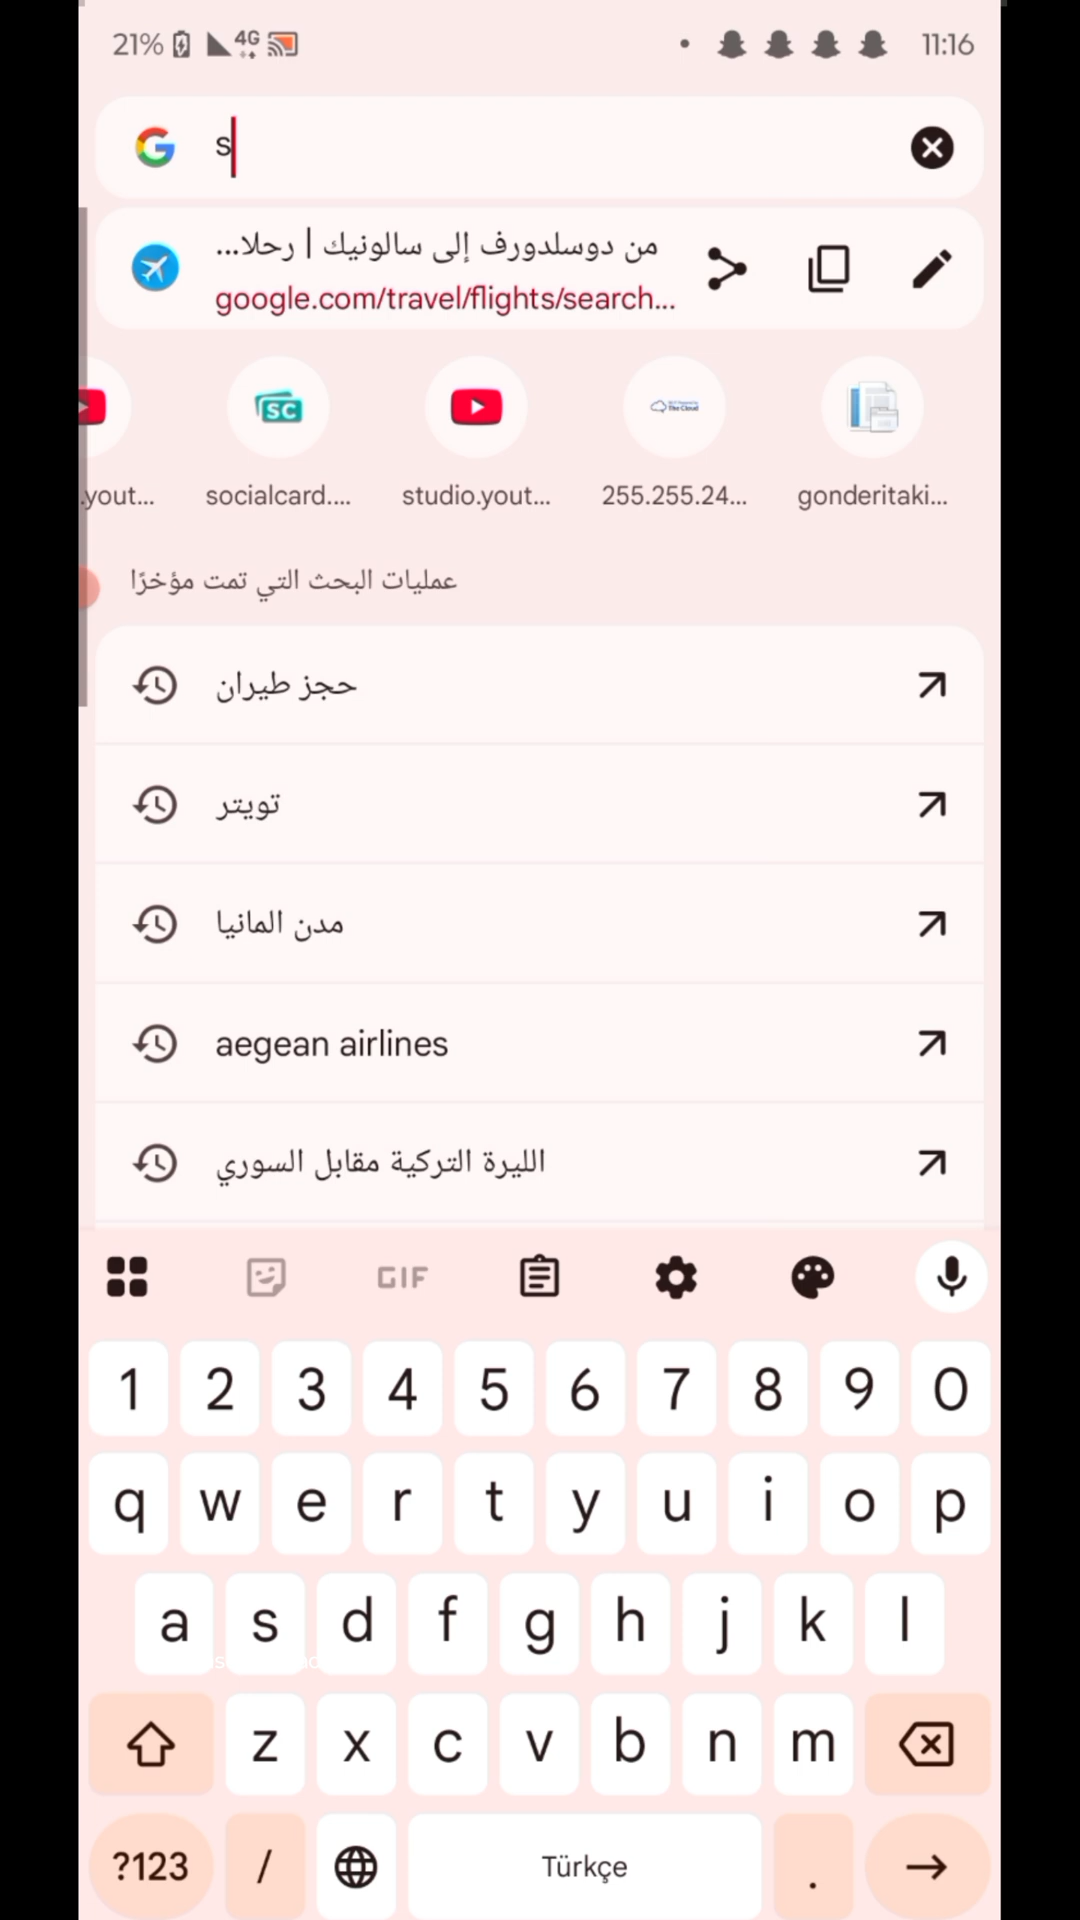 21% 4G 11:16
s
من دوسلدورف إلى سالونيك | رحلا...
google.com/travel/flights/search...
SC
The Cloud
.yout... socialcard.... studio.yout... 255.255.24... gonderitaki...
عمليات البحث التي تمت مؤخرًا
حجز طيران
تويتر
مدن المانيا
aegean airlines
الليرة التركية مقابل السوري
GIF
1 2 3 4 5 6 7 8 9 0
q w e r t y u i o p
a s d f g h j k l
z x c v b n m
?123 / Türkçe .